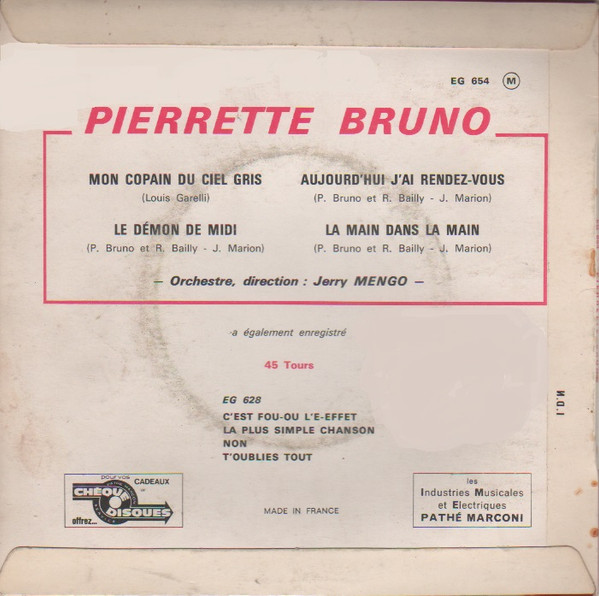 EG 654 M
PIERRETTE BRUNO
MON COPAIN DU CIEL GRIS
(Louis Garelli)
AUJOURD'HUI J'AI RENDEZ-VOUS
(P. Bruno et R. Bailly - J. Marion)
LE DÉMON DE MIDI
(P. Bruno et R. Bailly - J. Marion)
LA MAIN DANS LA MAIN
(P. Bruno et R. Bailly - J. Marion)
— Orchestre, direction : Jerry MENGO —
a également enregistré
45 Tours
EG 628
C'EST FOU-OU L'E-EFFET
LA PLUS SIMPLE CHANSON
NON
T'OUBLIES TOUT
pour vos CADEAUX
CHÈQUE
DISQUES
offrez...
MADE IN FRANCE
les
Industries Musicales
et Electriques
PATHÉ MARCONI
I.D.N.